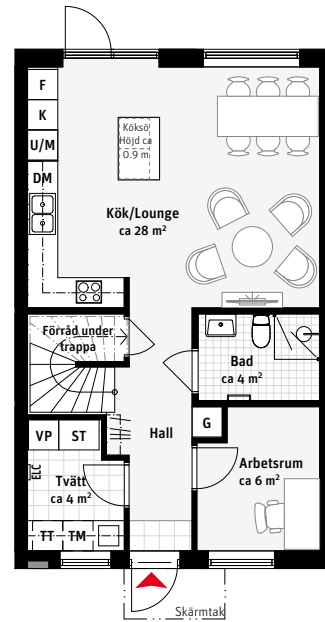 F
K
U/M
DM
Köksö
Höjd ca
0.9 m
Kök/Lounge
ca 28 m²
Förråd under
trappa
Bad
ca 4 m²
VP
ST
Hall
G
ELC
Tvätt
ca 4 m²
Arbetsrum
ca 6 m²
TT
TM
Skärmtak